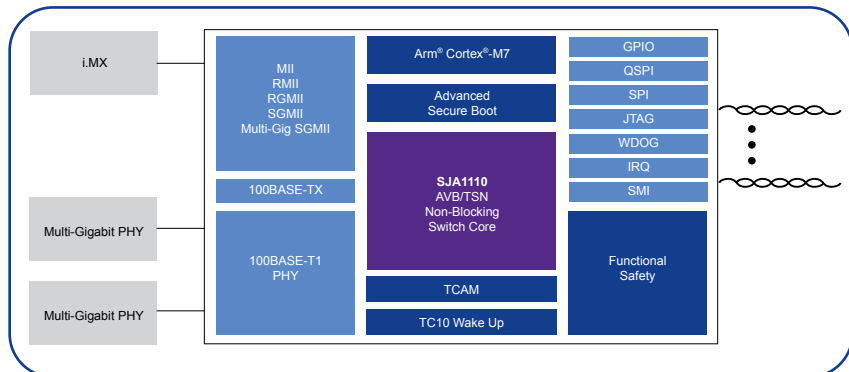 i.MX
Multi-Gigabit PHY
Multi-Gigabit PHY
MII
RMII
RGMII
SGMII
Multi-Gig SGMII
100BASE-TX
100BASE-T1
PHY
Arm® Cortex®-M7
Advanced
Secure Boot
SJA1110
AVB/TSN
Non-Blocking
Switch Core
TCAM
TC10 Wake Up
GPIO
QSPI
SPI
JTAG
WDOG
IRQ
SMI
Functional
Safety